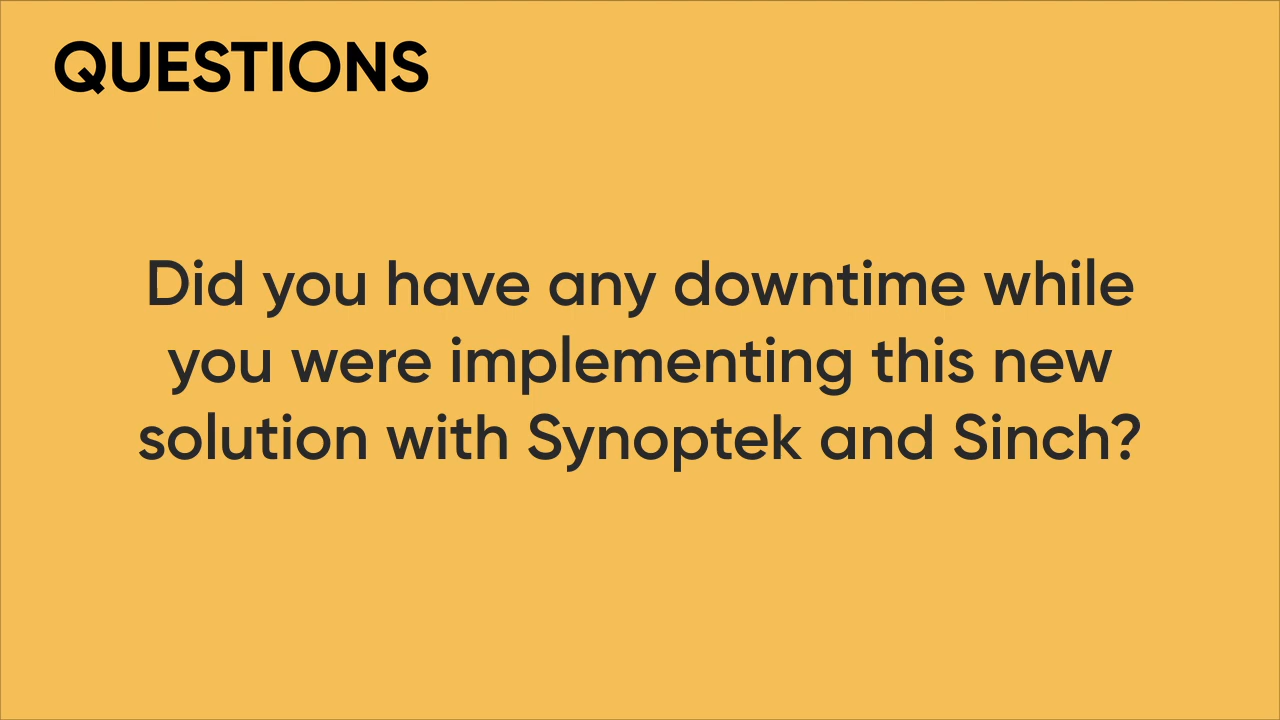 QUESTIONS
Did you have any downtime while
you were implementing this new
solution with Synoptek and Sinch?